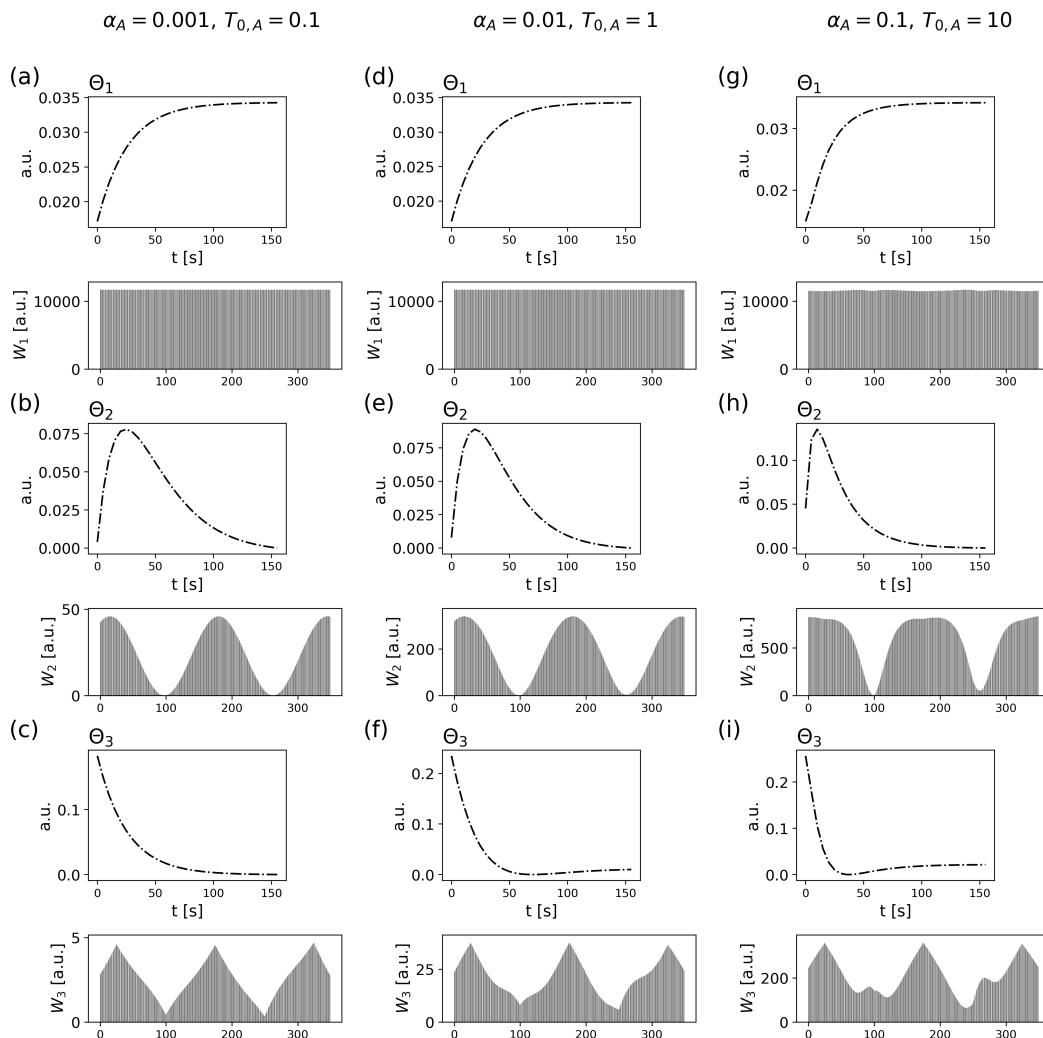 α_A = 0.001, T_{0,A} = 0.1
α_A = 0.01, T_{0,A} = 1
α_A = 0.1, T_{0,A} = 10
(a)
Θ₁
a.u.
0.035
0.030
0.025
0.020
0 50 100 150
t [s]
W₁ [a.u.]
10000
0
0 100 200 300
(d)
Θ₁
a.u.
0.035
0.030
0.025
0.020
0 50 100 150
t [s]
W₁ [a.u.]
10000
0
0 100 200 300
(g)
Θ₁
a.u.
0.03
0.02
0 50 100 150
t [s]
W₁ [a.u.]
10000
0
0 100 200 300
(b)
Θ₂
a.u.
0.075
0.050
0.025
0.000
0 50 100 150
t [s]
W₂ [a.u.]
50
0
0 100 200 300
(e)
Θ₂
a.u.
0.075
0.050
0.025
0.000
0 50 100 150
t [s]
W₂ [a.u.]
200
0
0 100 200 300
(h)
Θ₂
a.u.
0.10
0.05
0.00
0 50 100 150
t [s]
W₂ [a.u.]
500
0
0 100 200 300
(c)
Θ₃
a.u.
0.1
0.0
0 50 100 150
t [s]
W₃ [a.u.]
5
0
0 100 200 300
(f)
Θ₃
a.u.
0.2
0.1
0.0
0 50 100 150
t [s]
W₃ [a.u.]
25
0
0 100 200 300
(i)
Θ₃
a.u.
0.2
0.1
0.0
0 50 100 150
t [s]
W₃ [a.u.]
200
0
0 100 200 300